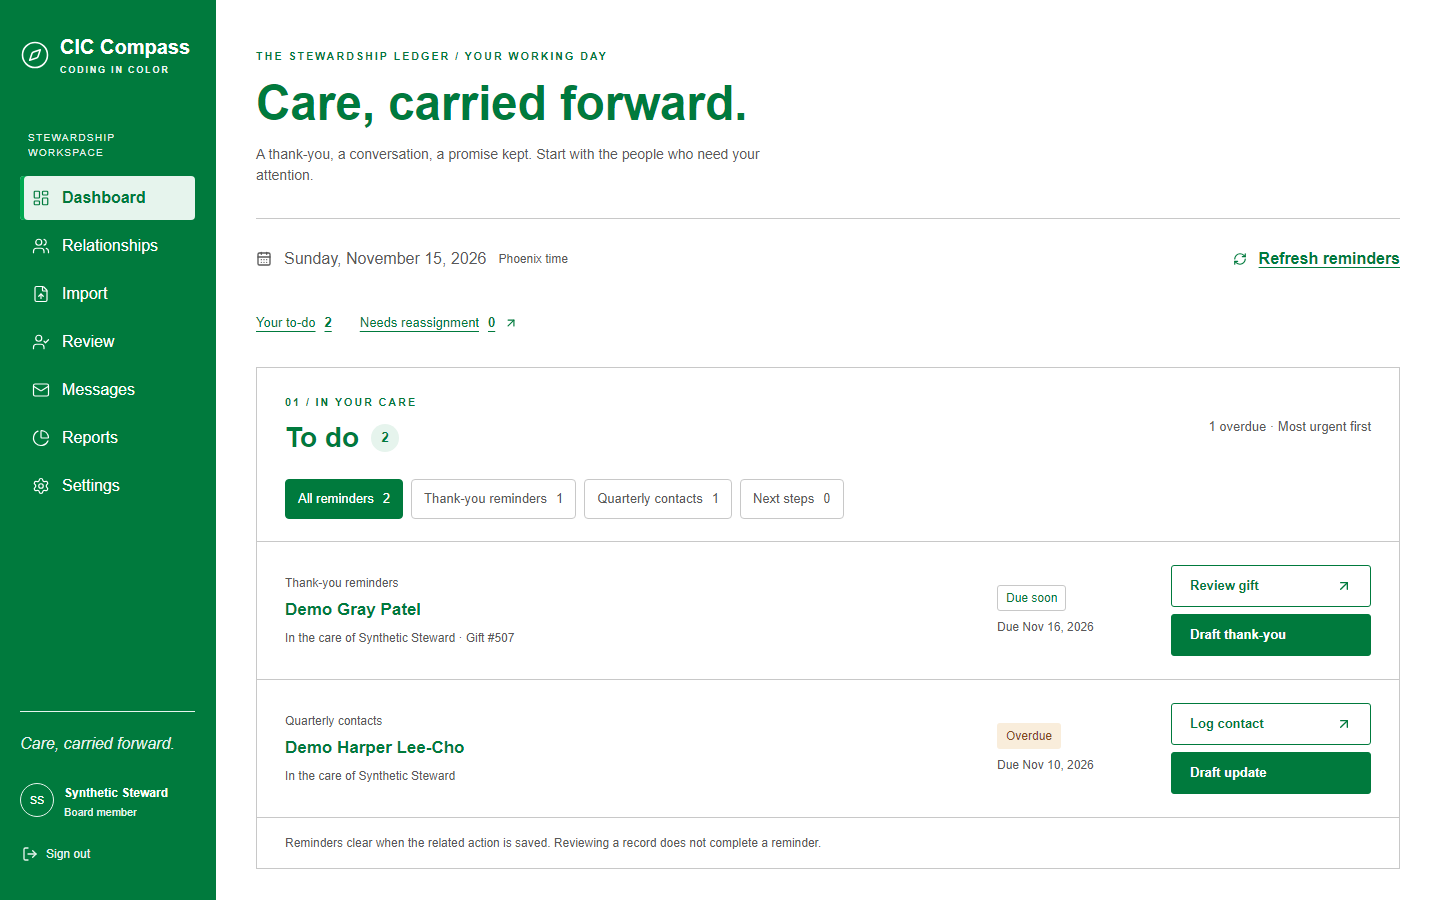 CIC Compass
CODING IN COLOR
STEWARDSHIP
WORKSPACE
Dashboard
Relationships
Import
Review
Messages
Reports
Settings
Care, carried forward.
SS
Synthetic Steward
Board member
Sign out
THE STEWARDSHIP LEDGER / YOUR WORKING DAY
Care, carried forward.
A thank-you, a conversation, a promise kept. Start with the people who need your
attention.
Sunday, November 15, 2026 Phoenix time
Refresh reminders
Your to-do 2 Needs reassignment 0
01 / IN YOUR CARE
To do 2
1 overdue · Most urgent first
All reminders 2 Thank-you reminders 1 Quarterly contacts 1 Next steps 0
Thank-you reminders
Demo Gray Patel
In the care of Synthetic Steward · Gift #507
Due soon
Due Nov 16, 2026
Review gift
Draft thank-you
Quarterly contacts
Demo Harper Lee-Cho
In the care of Synthetic Steward
Overdue
Due Nov 10, 2026
Log contact
Draft update
Reminders clear when the related action is saved. Reviewing a record does not complete a reminder.